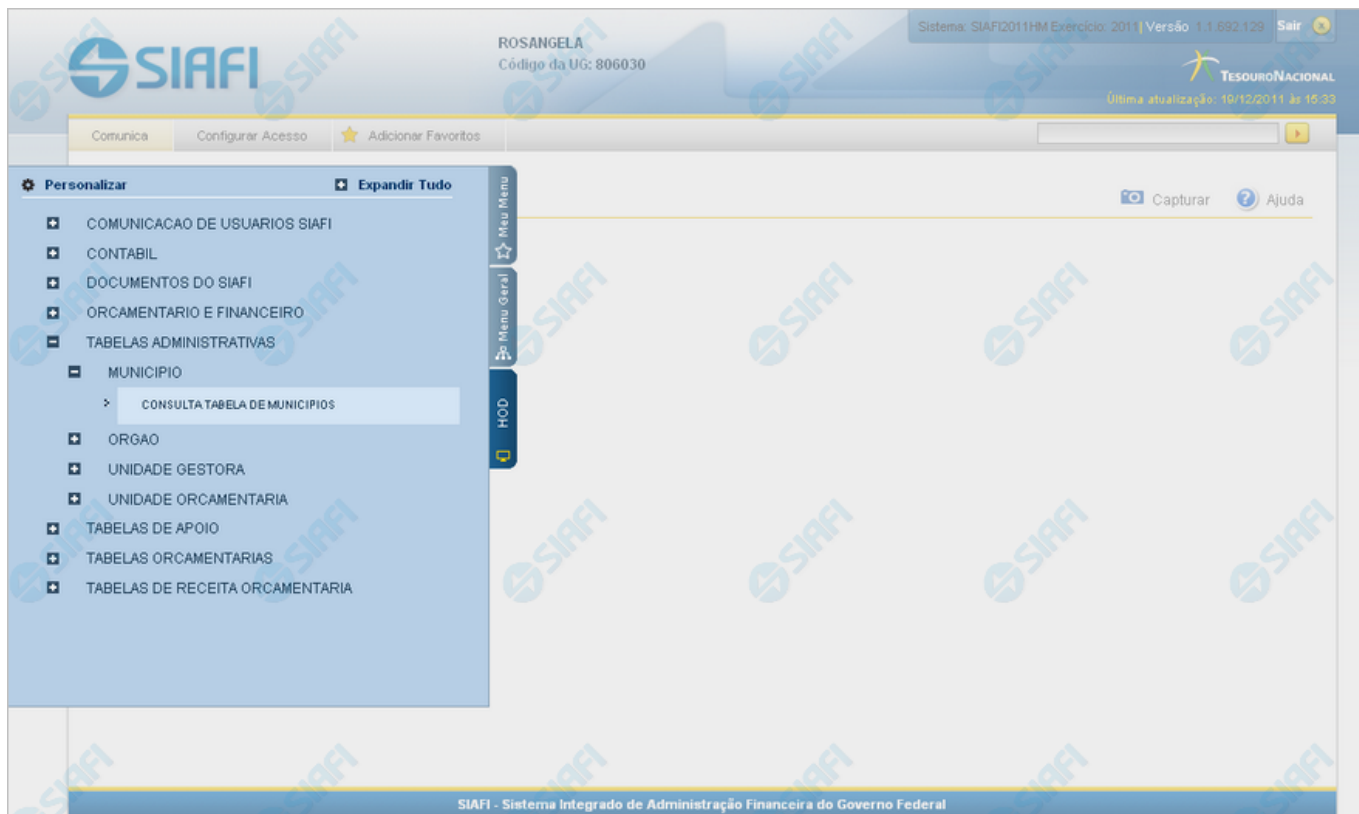 Sistema: SIAFI2011HM Exercício: 2011 | Versão 1.1.692.129 Sair
SIAFI
ROSANGELA
Código da UG: 806030
TESOURONACIONAL
Última atualização: 19/12/2011 às 15:33
Comunica Configurar Acesso Adicionar Favoritos
Personalizar Expandir Tudo
Capturar Ajuda
COMUNICACAO DE USUARIOS SIAFI
CONTABIL
DOCUMENTOS DO SIAFI
ORCAMENTARIO E FINANCEIRO
TABELAS ADMINISTRATIVAS
MUNICIPIO
CONSULTA TABELA DE MUNICIPIOS
ORGAO
UNIDADE GESTORA
UNIDADE ORCAMENTARIA
TABELAS DE APOIO
TABELAS ORCAMENTARIAS
TABELAS DE RECEITA ORCAMENTARIA
Meu Menu
Menu Geral
HOD
SIAFI - Sistema Integrado de Administração Financeira do Governo Federal